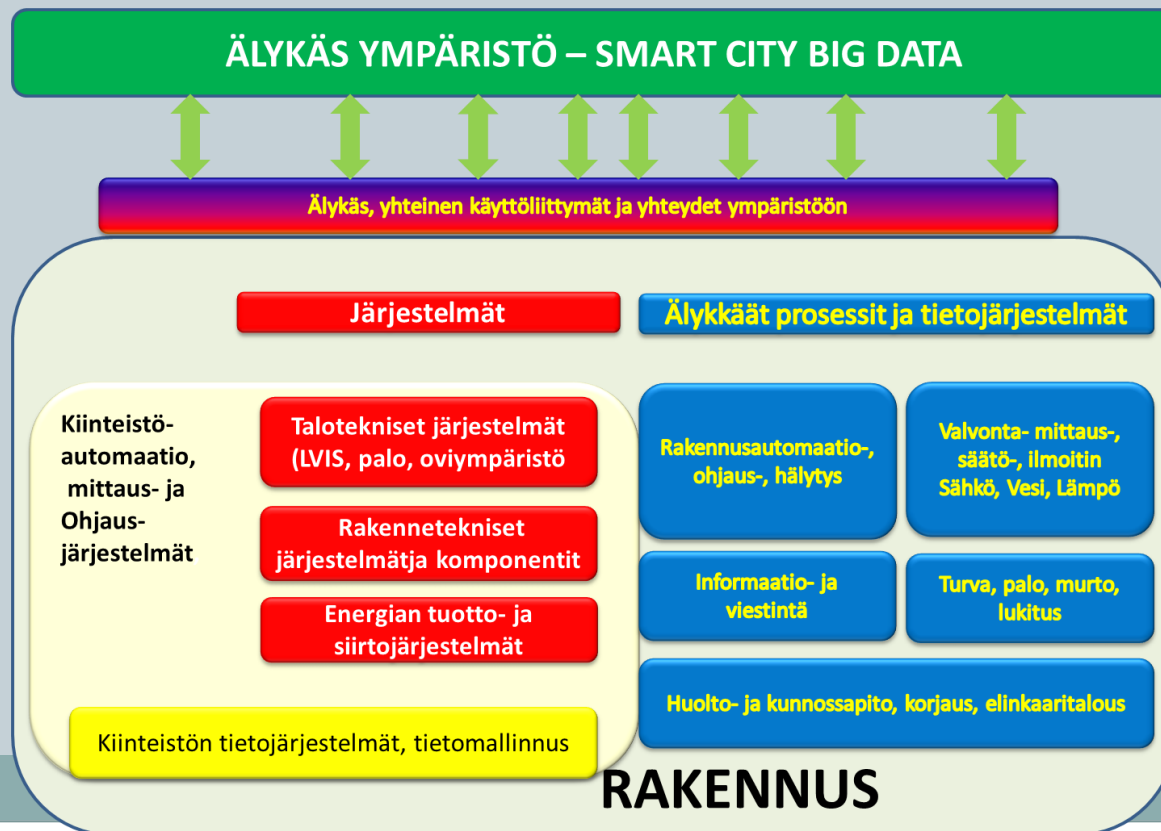 ÄLYKÄS YMPÄRISTÖ – SMART CITY BIG DATA
Älykäs, yhteinen käyttöliittymät ja yhteydet ympäristöön
Järjestelmät
Älykkäät prosessit ja tietojärjestelmät
Kiinteistö-
automaatio,
mittaus- ja
Ohjaus-
järjestelmät
Talotekniset järjestelmät
(LVIS, palo, oviympäristö
Rakennetekniset
järjestelmätja komponentit
Energian tuotto- ja
siirtojärjestelmät
Kiinteistön tietojärjestelmät, tietomallinnus
Rakennusautomaatio-,
ohjaus-, hälytys
Valvonta- mittaus-,
säätö-, ilmoitin
Sähkö, Vesi, Lämpö
Informaatio- ja
viestintä
Turva, palo, murto,
lukitus
Huolto- ja kunnossapito, korjaus, elinkaaritalous
RAKENNUS